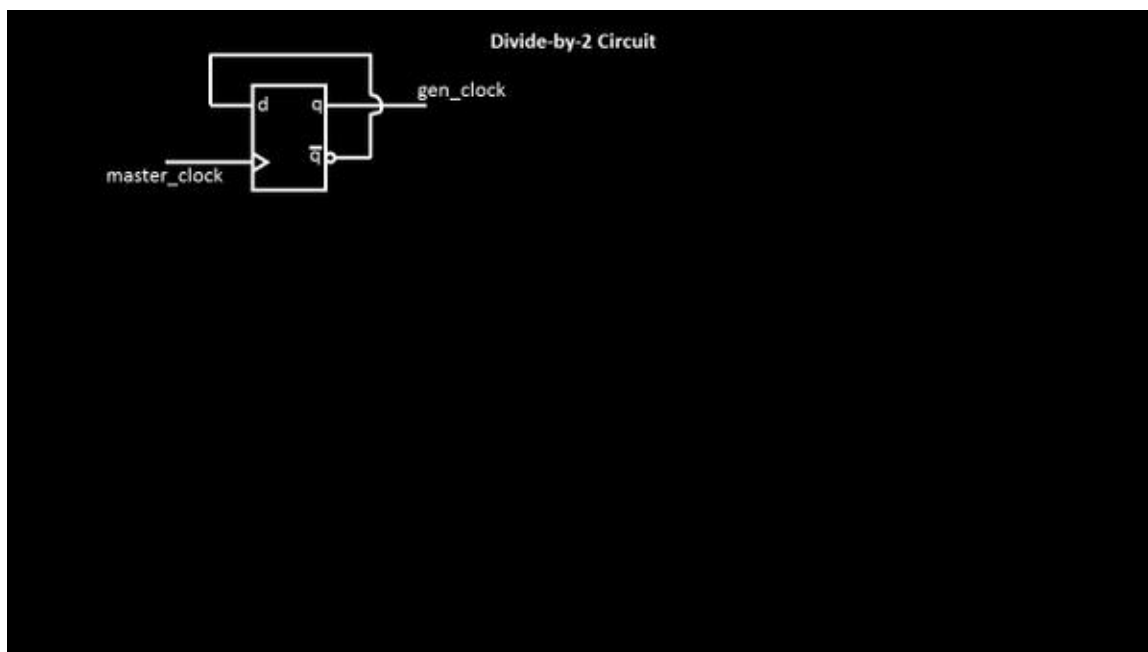 Divide-by-2 Circuit
gen_clock
d q
q̅
master_clock